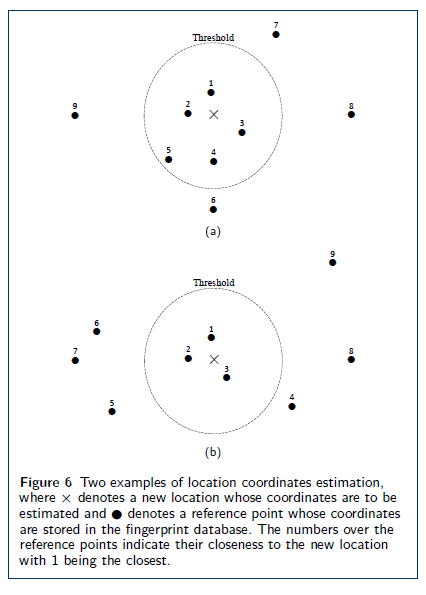 7
Threshold
1
9
2
8
3
5
4
6
(a)
9
Threshold
6
1
7
2
8
3
5
4
(b)
Figure 6 Two examples of location coordinates estimation,
where × denotes a new location whose coordinates are to be
estimated and ● denotes a reference point whose coordinates
are stored in the fingerprint database. The numbers over the
reference points indicate their closeness to the new location
with 1 being the closest.